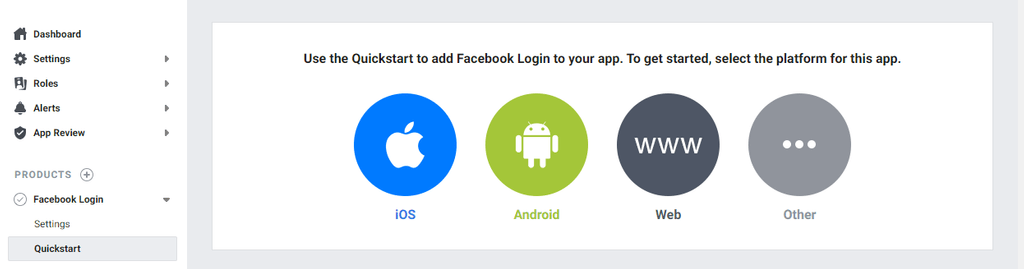 Dashboard
Settings
Roles
Alerts
App Review
PRODUCTS
Facebook Login
Settings
Quickstart
Use the Quickstart to add Facebook Login to your app. To get started, select the platform for this app.
WWW
iOS
Android
Web
Other